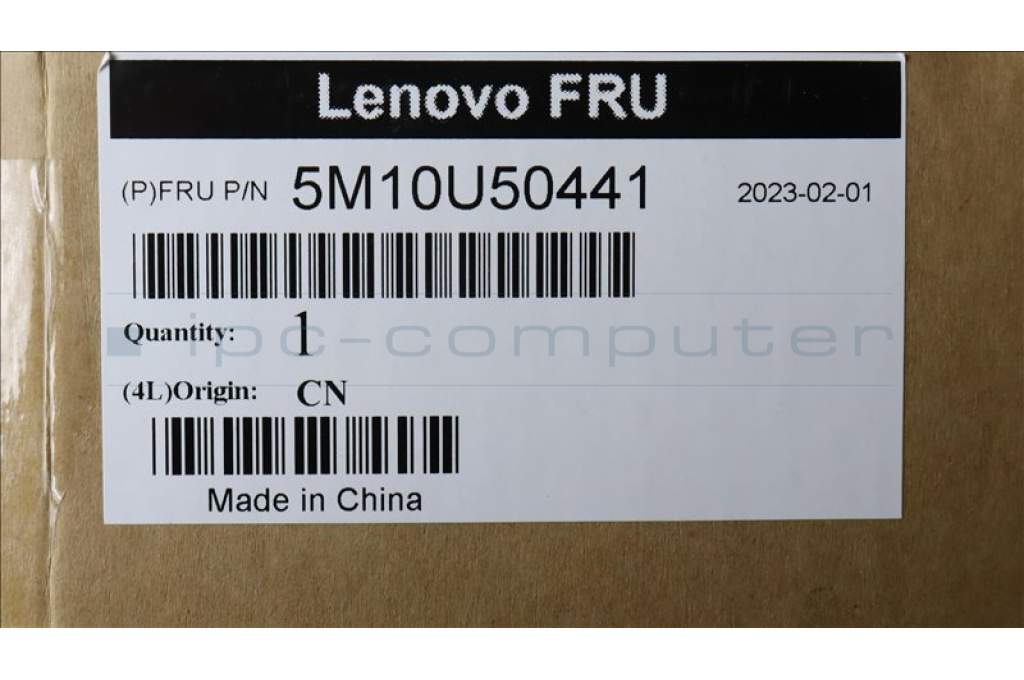 Lenovo FRU
(P)FRU P/N 5M10U50441 2023-02-01
Quantity: 1
ipc-computer
(4L)Origin: CN
Made in China